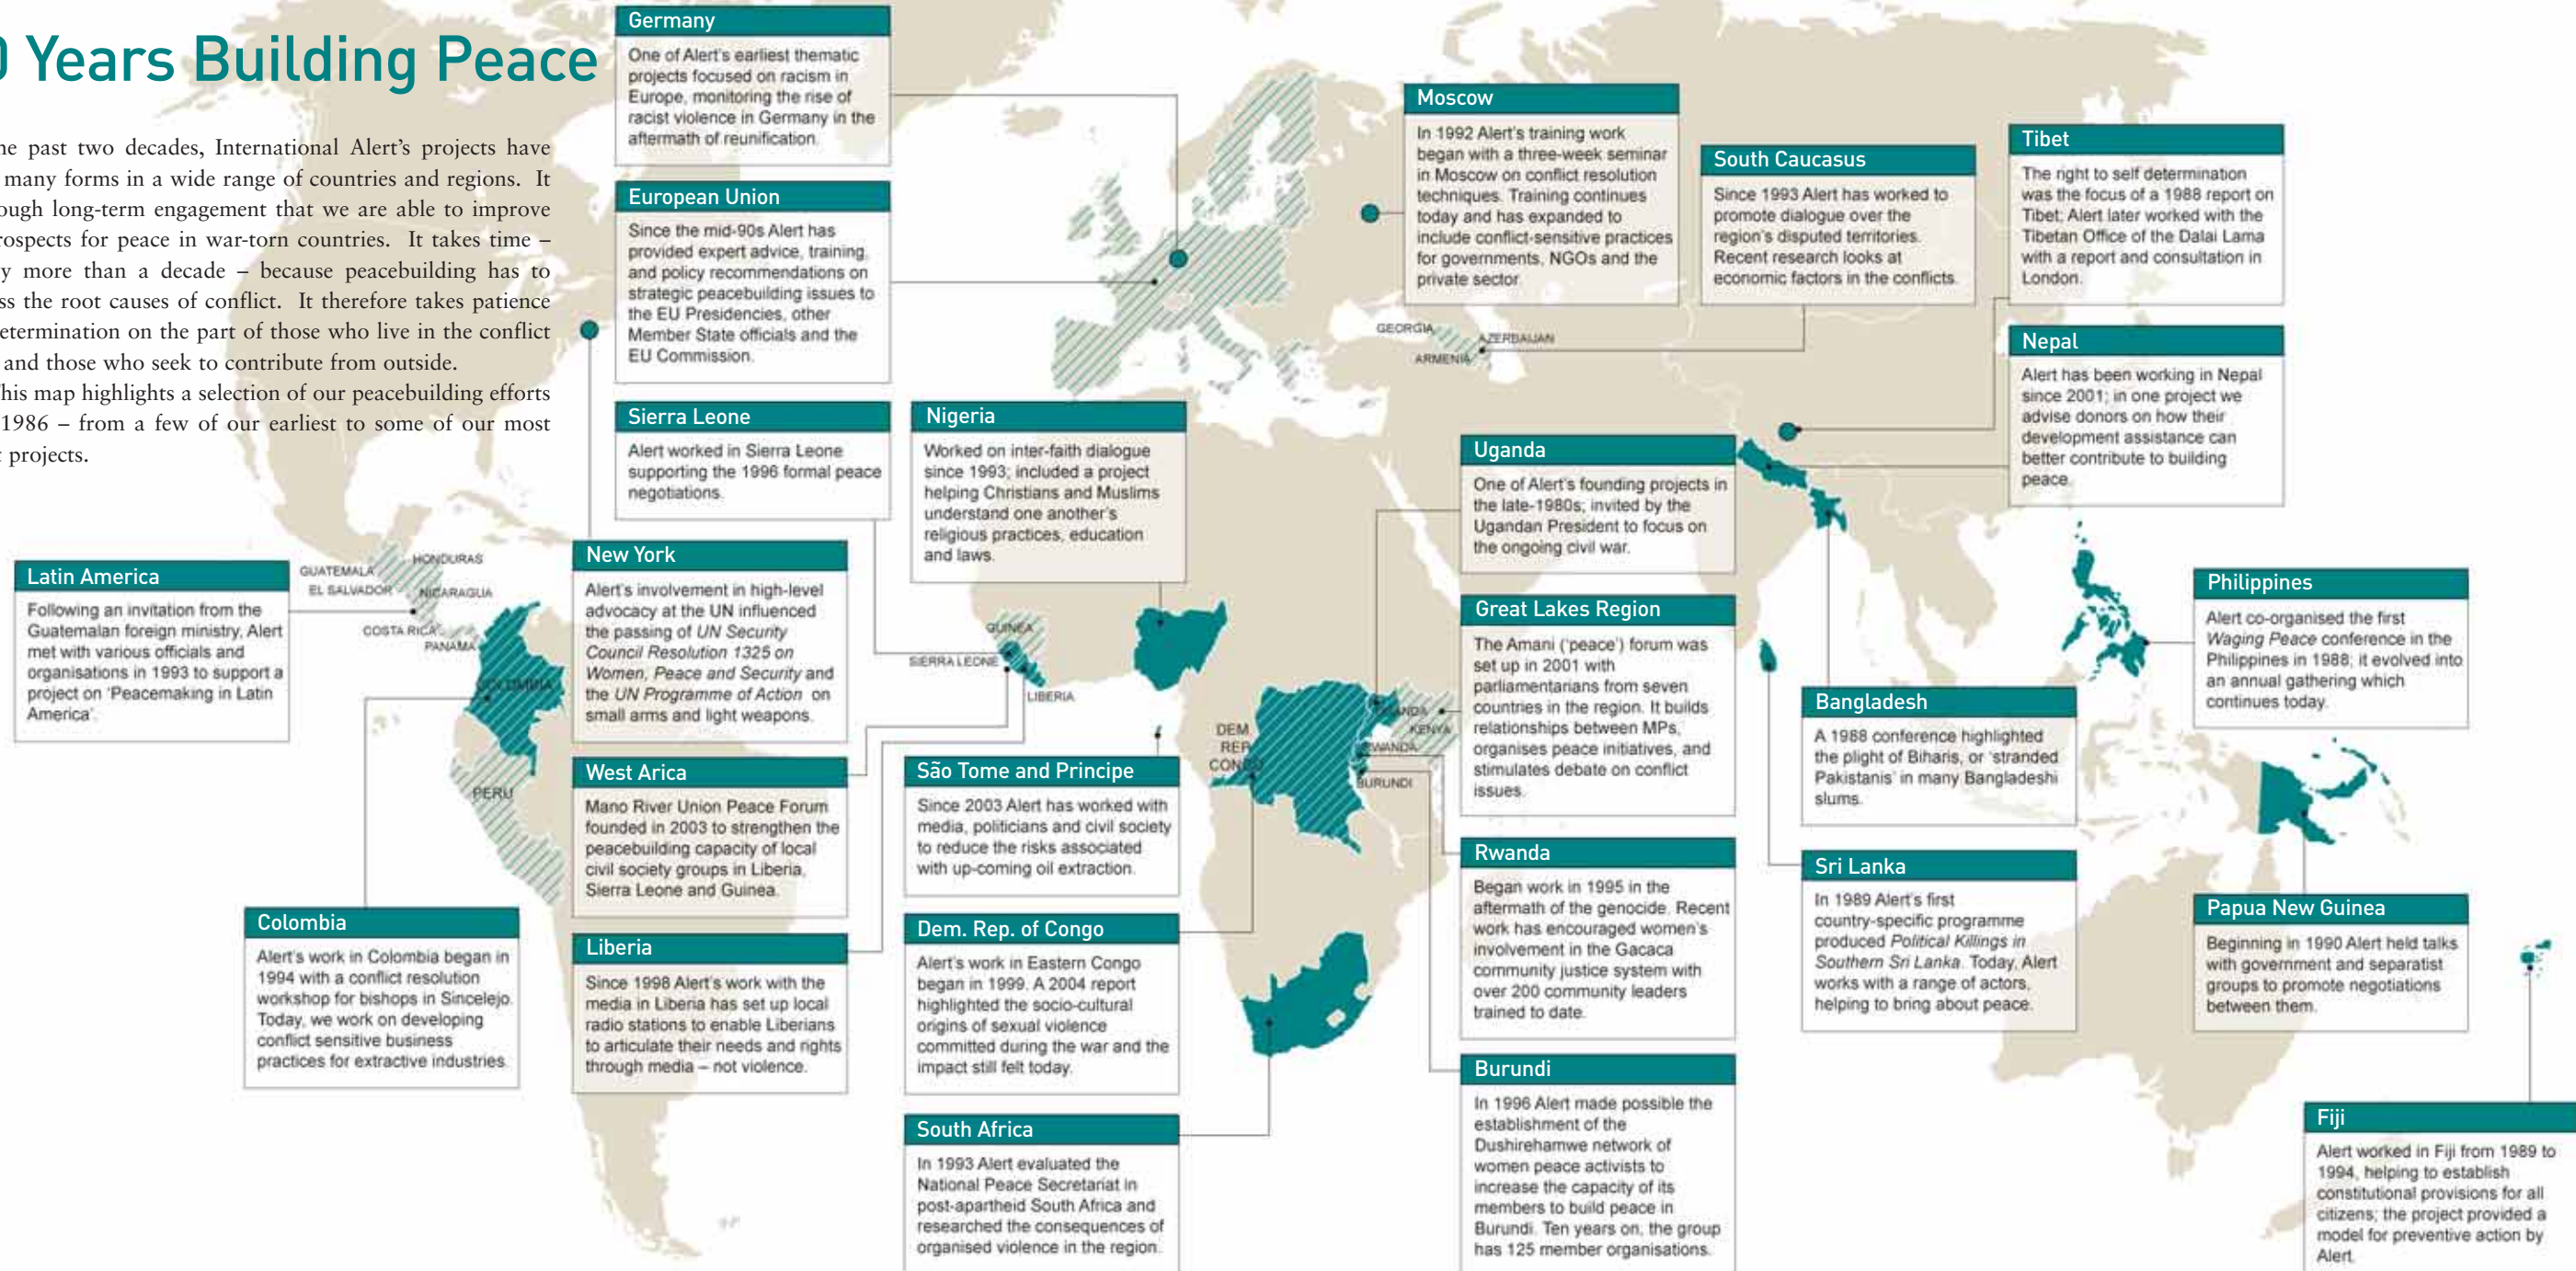 0 Years Building Peace
he past two decades, International Alert's projects have
many forms in a wide range of countries and regions. It
ough long-term engagement that we are able to improve
rospects for peace in war-torn countries. It takes time –
y more than a decade – because peacebuilding has to
ss the root causes of conflict. It therefore takes patience
etermination on the part of those who live in the conflict
and those who seek to contribute from outside.
his map highlights a selection of our peacebuilding efforts
1986 – from a few of our earliest to some of our most
t projects.
Germany
One of Alert's earliest thematic
projects focused on racism in
Europe, monitoring the rise of
racist violence in Germany in the
aftermath of reunification.
European Union
Since the mid-90s Alert has
provided expert advice, training
and policy recommendations on
strategic peacebuilding issues to
the EU Presidencies, other
Member State officials and the
EU Commission.
Moscow
In 1992 Alert's training work
began with a three-week seminar
in Moscow on conflict resolution
techniques. Training continues
today and has expanded to
include conflict-sensitive practices
for governments, NGOs and the
private sector.
South Caucasus
Since 1993 Alert has worked to
promote dialogue over the
region's disputed territories.
Recent research looks at
economic factors in the conflicts.
Tibet
The right to self determination
was the focus of a 1988 report on
Tibet; Alert later worked with the
Tibetan Office of the Dalai Lama
with a report and consultation in
London.
GEORGIA
AZERBAIJAN
ARMENIA
Nepal
Alert has been working in Nepal
since 2001; in one project we
advise donors on how their
development assistance can
better contribute to building
peace.
Sierra Leone
Alert worked in Sierra Leone
supporting the 1996 formal peace
negotiations.
Nigeria
Worked on inter-faith dialogue
since 1993; included a project
helping Christians and Muslims
understand one another's
religious practices, education
and laws.
Uganda
One of Alert's founding projects in
the late-1980s; invited by the
Ugandan President to focus on
the ongoing civil war.
Latin America
Following an invitation from the
Guatemalan foreign ministry, Alert
met with various officials and
organisations in 1993 to support a
project on 'Peacemaking in Latin
America'.
HONDURAS
GUATEMALA
EL SALVADOR
NICARAGUA
COSTA RICA
PANAMA
COLOMBIA
PERU
New York
Alert's involvement in high-level
advocacy at the UN influenced
the passing of UN Security
Council Resolution 1325 on
Women, Peace and Security and
the UN Programme of Action on
small arms and light weapons.
GUINEA
SIERRA LEONE
LIBERIA
Great Lakes Region
The Amani ('peace') forum was
set up in 2001 with
parliamentarians from seven
countries in the region. It builds
relationships between MPs,
organises peace initiatives, and
stimulates debate on conflict
issues.
DEM
REP
CONGO
UGANDA
KENYA
RWANDA
BURUNDI
Philippines
Alert co-organised the first
Waging Peace conference in the
Philippines in 1988; it evolved into
an annual gathering which
continues today.
Bangladesh
A 1988 conference highlighted
the plight of Biharis, or 'stranded
Pakistanis' in many Bangladeshi
slums.
West Arica
Mano River Union Peace Forum
founded in 2003 to strengthen the
peacebuilding capacity of local
civil society groups in Liberia,
Sierra Leone and Guinea.
São Tome and Principe
Since 2003 Alert has worked with
media, politicians and civil society
to reduce the risks associated
with up-coming oil extraction.
Rwanda
Began work in 1995 in the
aftermath of the genocide. Recent
work has encouraged women's
involvement in the Gacaca
community justice system with
over 200 community leaders
trained to date.
Sri Lanka
In 1989 Alert's first
country-specific programme
produced Political Killings in
Southern Sri Lanka. Today, Alert
works with a range of actors,
helping to bring about peace.
Papua New Guinea
Beginning in 1990 Alert held talks
with government and separatist
groups to promote negotiations
between them.
Colombia
Alert's work in Colombia began in
1994 with a conflict resolution
workshop for bishops in Sincelejo.
Today, we work on developing
conflict sensitive business
practices for extractive industries.
Liberia
Since 1998 Alert's work with the
media in Liberia has set up local
radio stations to enable Liberians
to articulate their needs and rights
through media – not violence.
Dem. Rep. of Congo
Alert's work in Eastern Congo
began in 1999. A 2004 report
highlighted the socio-cultural
origins of sexual violence
committed during the war and the
impact still felt today.
Burundi
In 1996 Alert made possible the
establishment of the
Dushirehamwe network of
women peace activists to
increase the capacity of its
members to build peace in
Burundi. Ten years on, the group
has 125 member organisations.
South Africa
In 1993 Alert evaluated the
National Peace Secretariat in
post-apartheid South Africa and
researched the consequences of
organised violence in the region.
Fiji
Alert worked in Fiji from 1989 to
1994, helping to establish
constitutional provisions for all
citizens; the project provided a
model for preventive action by
Alert.